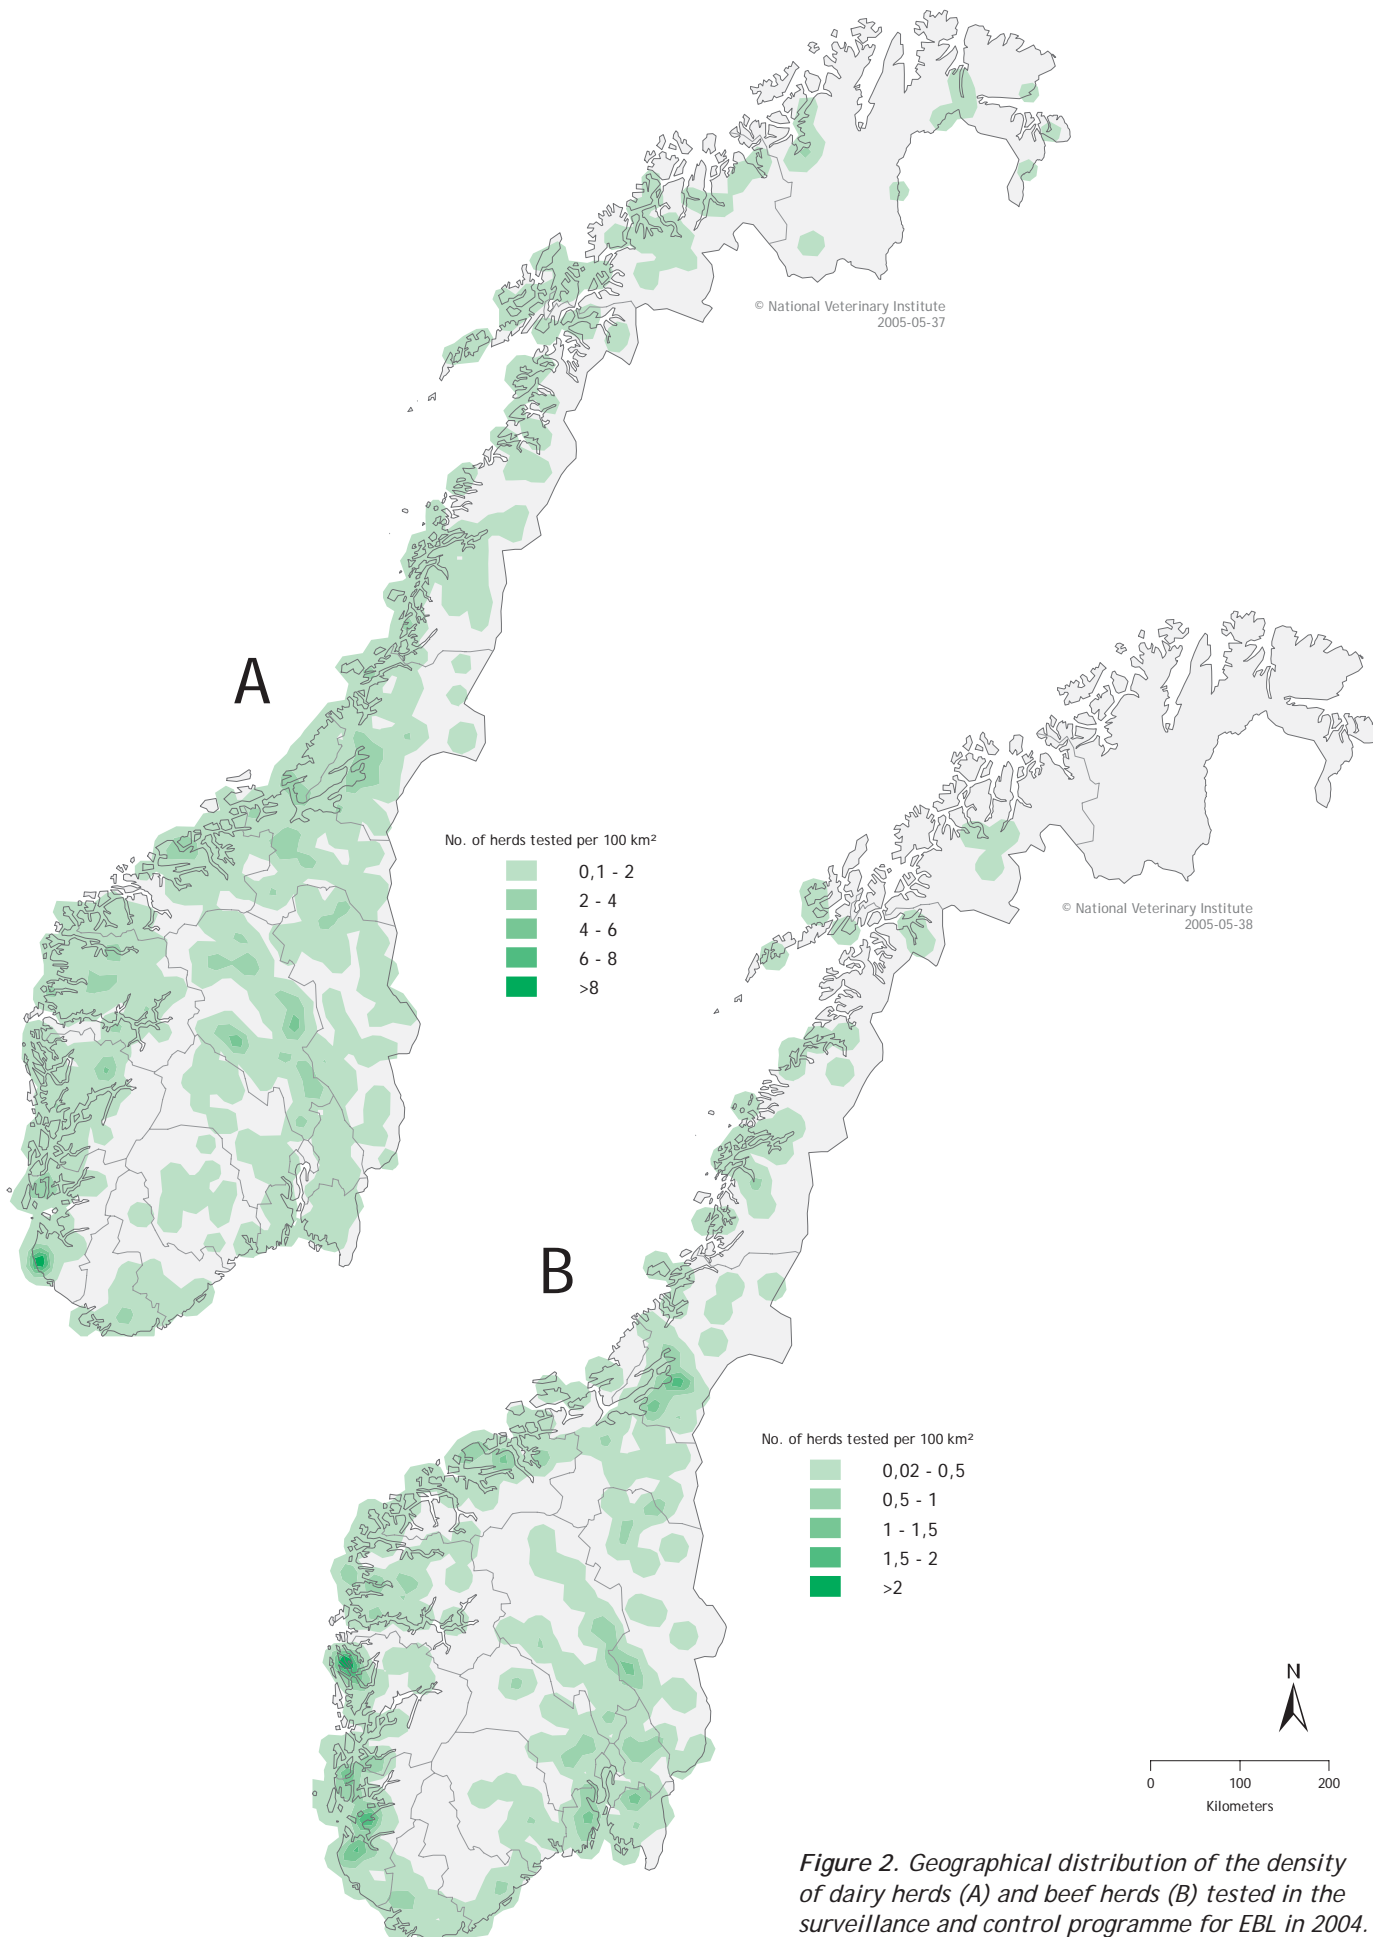 © National Veterinary Institute
2005-05-37
A
No. of herds tested per 100 km²
0,1 - 2
2 - 4
4 - 6
6 - 8
>8
© National Veterinary Institute
2005-05-38
B
No. of herds tested per 100 km²
0,02 - 0,5
0,5 - 1
1 - 1,5
1,5 - 2
>2
N
0 100 200
Kilometers
Figure 2. Geographical distribution of the density
of dairy herds (A) and beef herds (B) tested in the
surveillance and control programme for EBL in 2004.